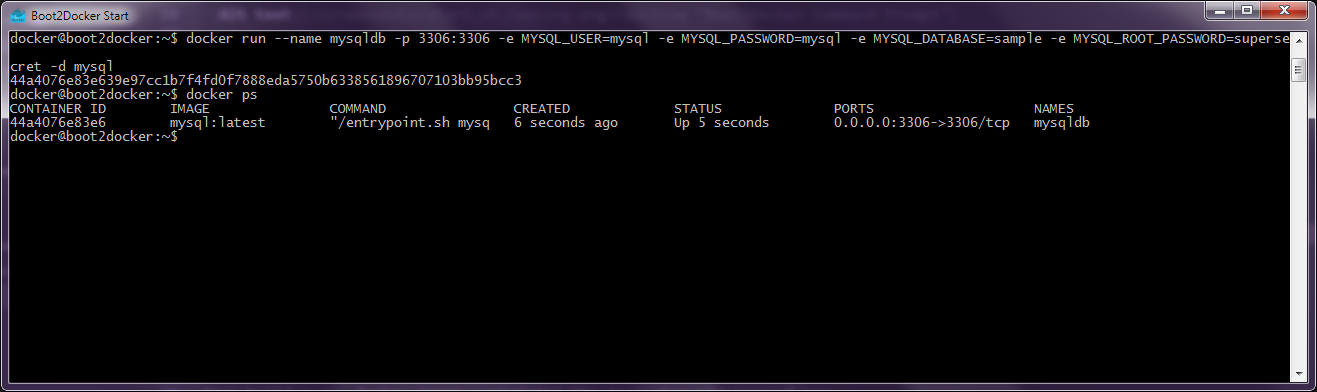 Boot2Docker Start
docker@boot2docker:~$ docker run --name mysqldb -p 3306:3306 -e MYSQL_USER=mysql -e MYSQL_PASSWORD=mysql -e MYSQL_DATABASE=sample -e MYSQL_ROOT_PASSWORD=superse
cret -d mysql
44a4076e83e639e97cc1b7f4fd0f7888eda5750b6338561896707103bb95bcc3
docker@boot2docker:~$ docker ps
CONTAINER ID        IMAGE               COMMAND                CREATED             STATUS              PORTS                    NAMES
44a4076e83e6        mysql:latest        "/entrypoint.sh mysq   6 seconds ago       Up 5 seconds        0.0.0.0:3306->3306/tcp   mysqldb
docker@boot2docker:~$